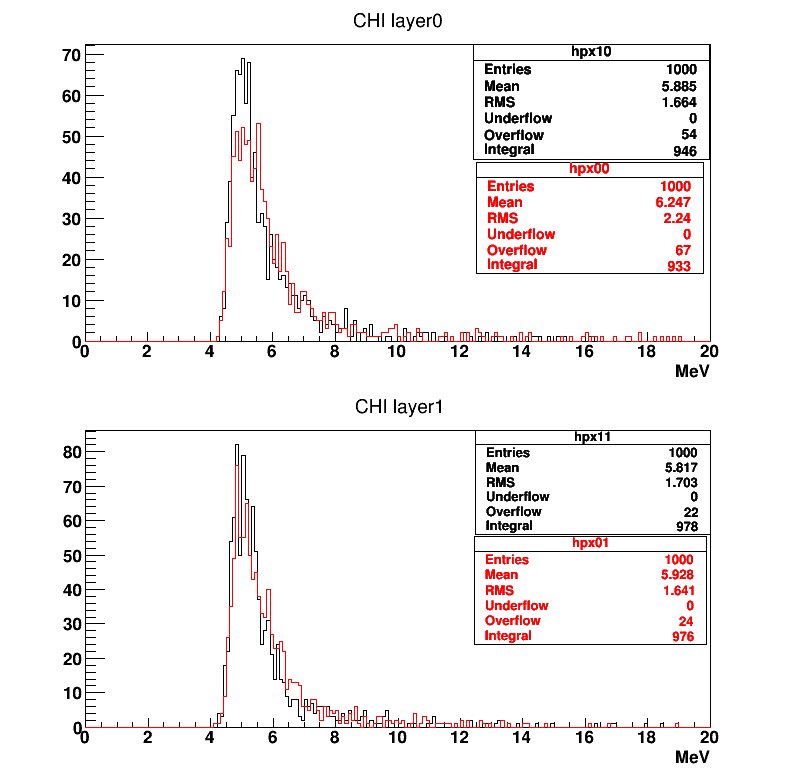 CHI layer0
70
60
50
40
30
20
10
0
hpx10
Entries 1000
Mean 5.885
RMS 1.664
Underflow 0
Overflow 54
Integral 946
hpx00
Entries 1000
Mean 6.247
RMS 2.24
Underflow 0
Overflow 67
Integral 933
0 2 4 6 8 10 12 14 16 18 20
MeV
CHI layer1
80
70
60
50
40
30
20
10
0
hpx11
Entries 1000
Mean 5.817
RMS 1.703
Underflow 0
Overflow 22
Integral 978
hpx01
Entries 1000
Mean 5.928
RMS 1.641
Underflow 0
Overflow 24
Integral 976
0 2 4 6 8 10 12 14 16 18 20
MeV